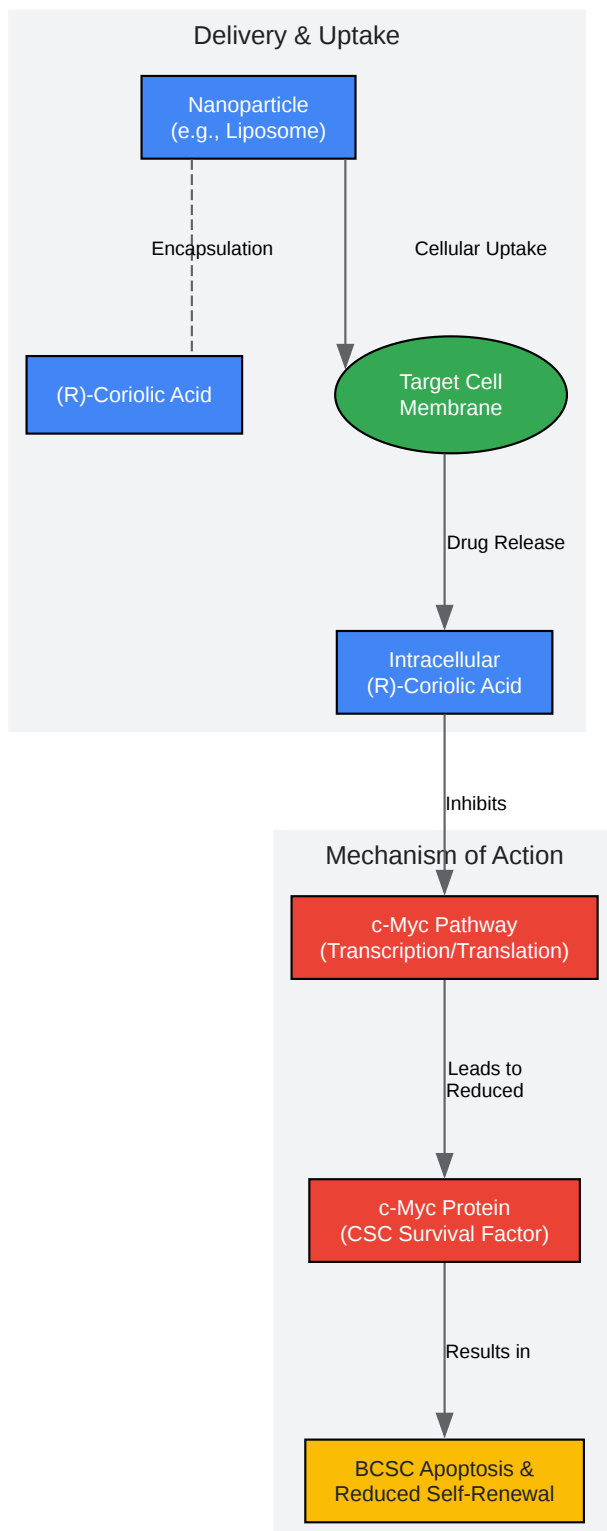 Delivery & Uptake
Nanoparticle
(e.g., Liposome)
Encapsulation
Cellular Uptake
(R)-Coriolic Acid
Target Cell
Membrane
Drug Release
Intracellular
(R)-Coriolic Acid
Inhibits
Mechanism of Action
c-Myc Pathway
(Transcription/Translation)
Leads to
Reduced
c-Myc Protein
(CSC Survival Factor)
Results in
BCSC Apoptosis &
Reduced Self-Renewal